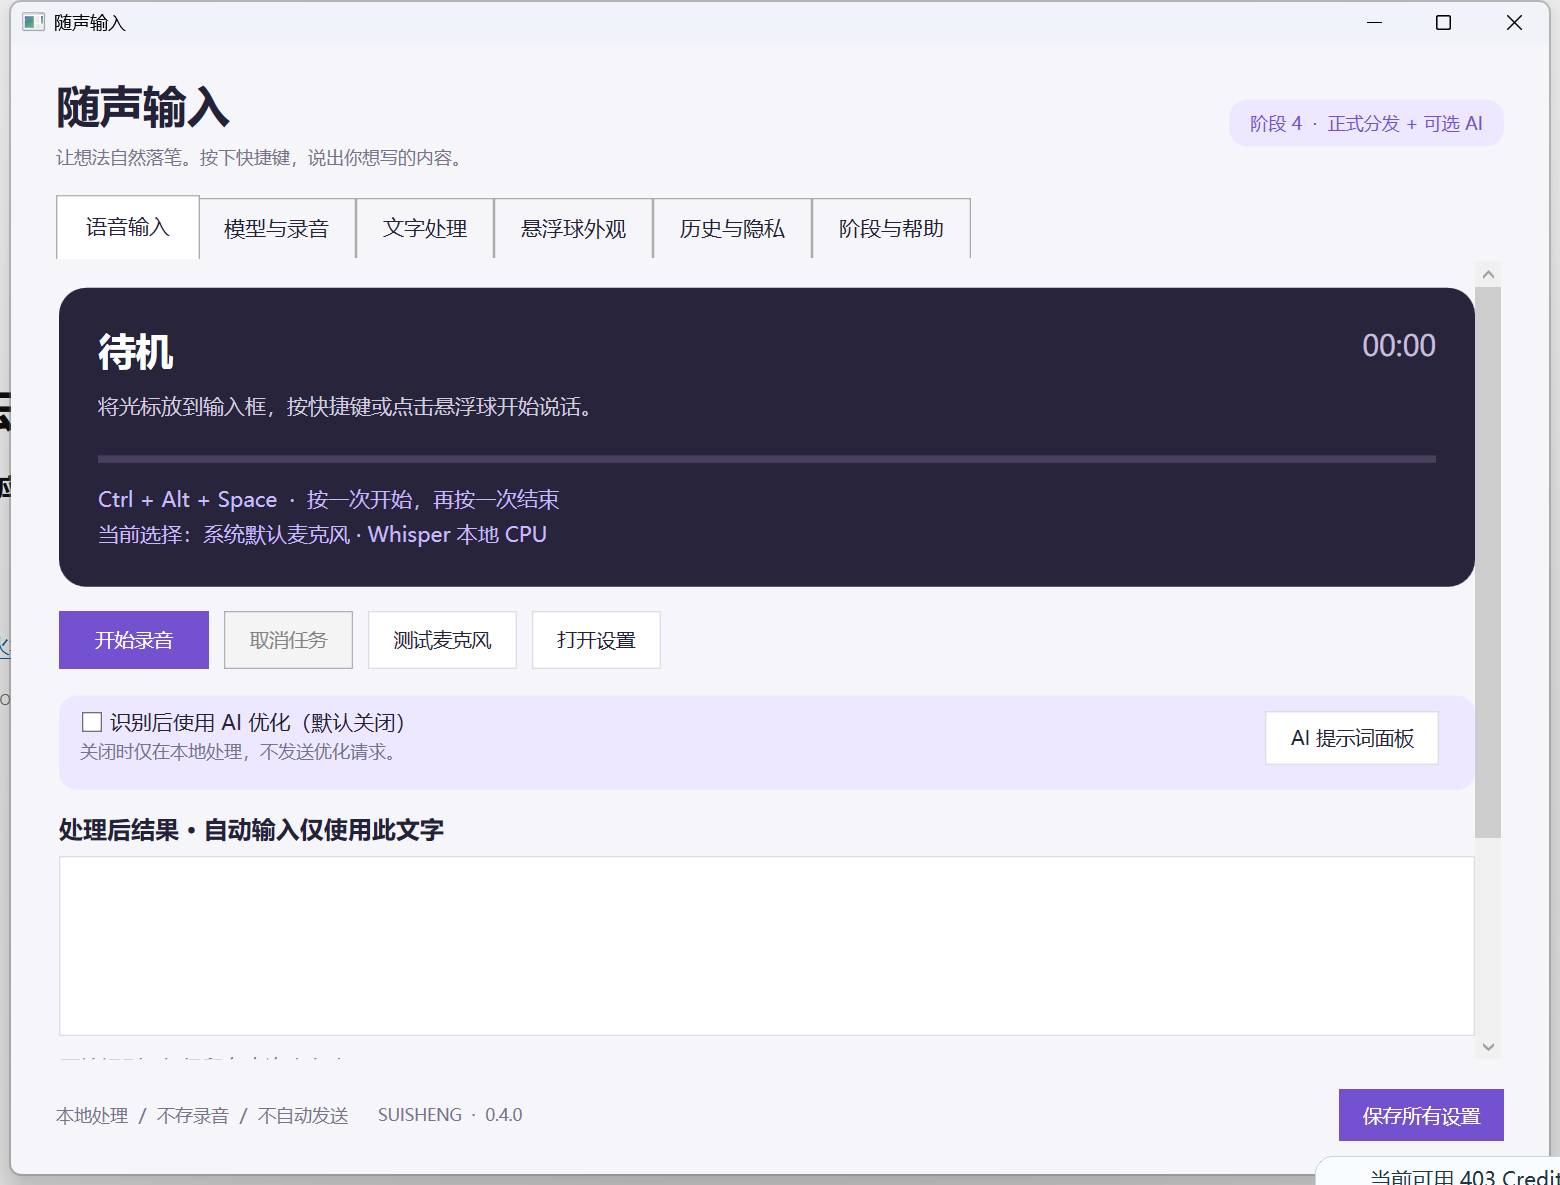 随声输入
随声输入
阶段 4 · 正式分发 + 可选 AI
让想法自然落笔。按下快捷键，说出你想写的内容。
语音输入 模型与录音 文字处理 悬浮球外观 历史与隐私 阶段与帮助
待机 00:00
将光标放到输入框，按快捷键或点击悬浮球开始说话。
Ctrl + Alt + Space · 按一次开始，再按一次结束
当前选择：系统默认麦克风 · Whisper 本地 CPU
开始录音 取消任务 测试麦克风 打开设置
识别后使用 AI 优化（默认关闭）
关闭时仅在本地处理，不发送优化请求。
AI 提示词面板
处理后结果 • 自动输入仅使用此文字
本地处理 / 不存录音 / 不自动发送 SUISHENG · 0.4.0
保存所有设置
当前可用 403 Credit